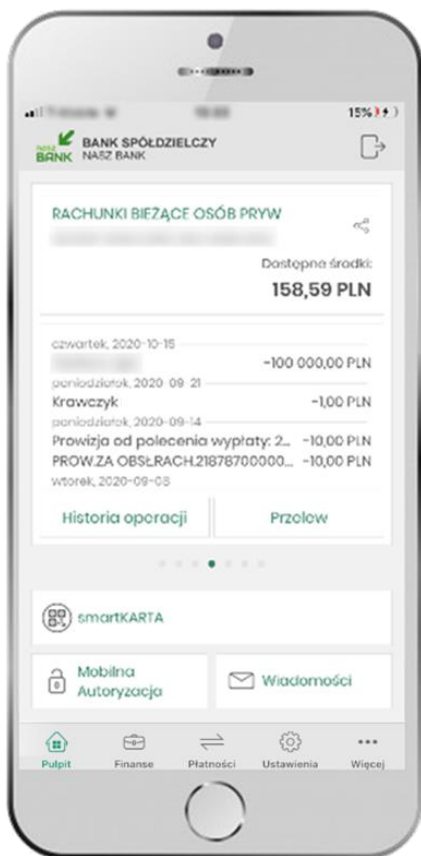 15%
nasz BANK BANK SPÓŁDZIELCZY
NASZ BANK
RACHUNKI BIEŻĄCE OSÓB PRYW
Dostępne środki:
158,59 PLN
czwartek, 2020-10-15
-100 000,00 PLN
poniedziałek, 2020-09-21
Krawczyk -1,00 PLN
poniedziałek, 2020-09-14
Prowizja od polecenia wypłaty: 2... -10,00 PLN
PROW.ZA OBSŁ.RACH.21878700000... -10,00 PLN
wtorek, 2020-09-08
Historia operacji Przelew
smartKARTA
Mobilna
Autoryzacja
Wiadomości
Pulpit Finanse Płatności Ustawienia Więcej